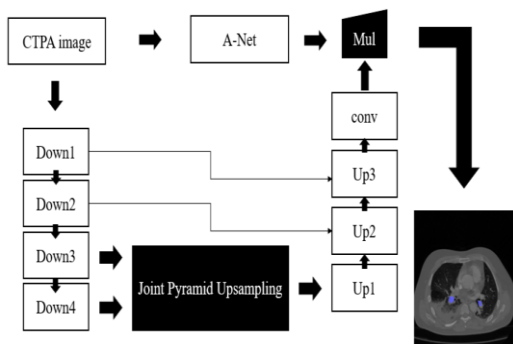 CTPA image
A-Net
Mul
conv
Down1
Up3
Down2
Up2
Down3
Joint Pyramid Upsampling
Up1
Down4